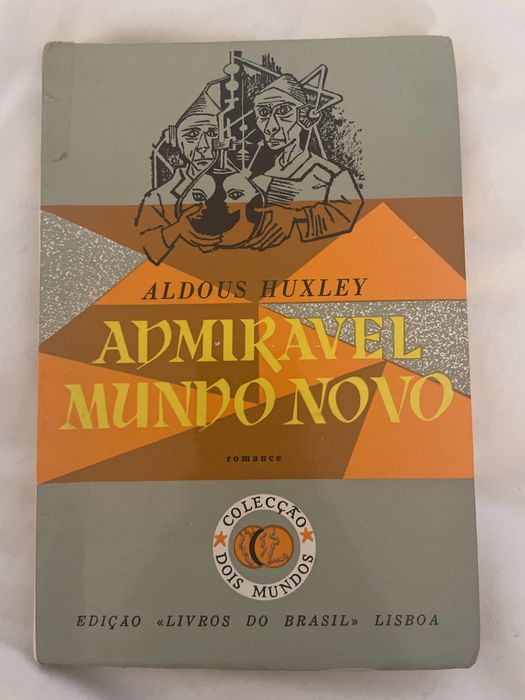 ALDOUS HUXLEY
ADMIRAVEL
MUNDO NOVO
romance
COLECÇÃO
DOIS MUNDOS
EDIÇÃO «LIVROS DO BRASIL» LISBOA